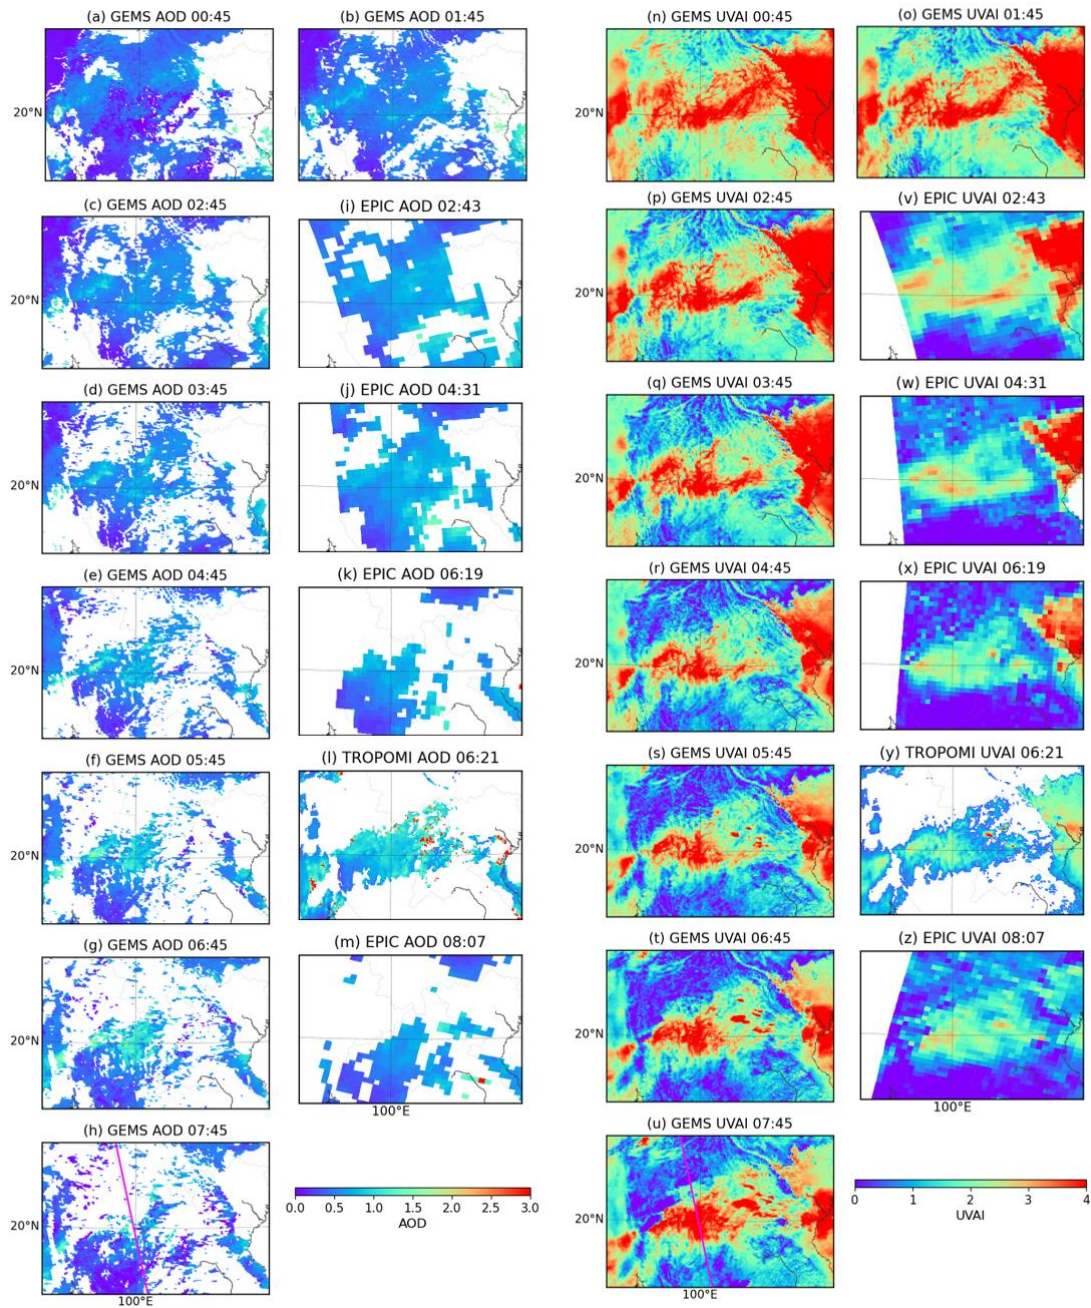 (a) GEMS AOD 00:45
(b) GEMS AOD 01:45
(n) GEMS UVAI 00:45
(o) GEMS UVAI 01:45
20°N
20°N
(c) GEMS AOD 02:45
(i) EPIC AOD 02:43
(p) GEMS UVAI 02:45
(v) EPIC UVAI 02:43
20°N
20°N
(d) GEMS AOD 03:45
(j) EPIC AOD 04:31
(q) GEMS UVAI 03:45
(w) EPIC UVAI 04:31
20°N
20°N
(e) GEMS AOD 04:45
(k) EPIC AOD 06:19
(r) GEMS UVAI 04:45
(x) EPIC UVAI 06:19
20°N
20°N
(f) GEMS AOD 05:45
(l) TROPOMI AOD 06:21
(s) GEMS UVAI 05:45
(y) TROPOMI UVAI 06:21
20°N
20°N
(g) GEMS AOD 06:45
(m) EPIC AOD 08:07
(t) GEMS UVAI 06:45
(z) EPIC UVAI 08:07
20°N
20°N
100°E
100°E
(h) GEMS AOD 07:45
(u) GEMS UVAI 07:45
20°N
20°N
0.0 0.5 1.0 1.5 2.0 2.5 3.0
AOD
0 1 2 3 4
UVAI
100°E
100°E